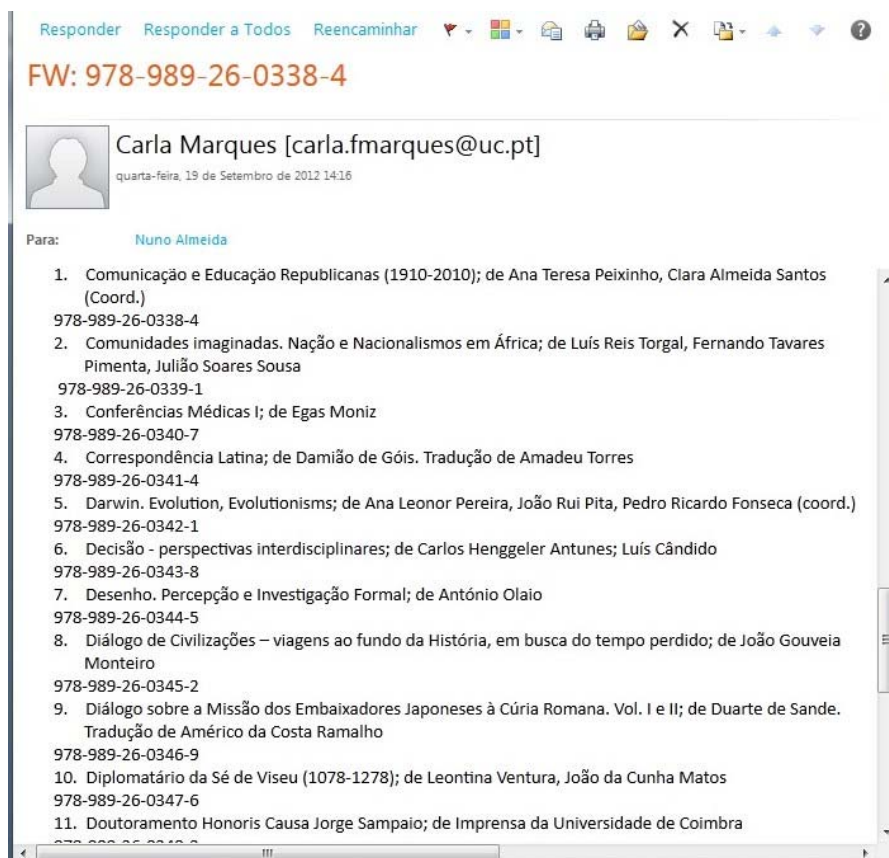 Responder Responder a Todos Reencaminhar
FW: 978-989-26-0338-4
Carla Marques [carla.fmarques@uc.pt]
quarta-feira, 19 de Setembro de 2012 14:16
Para: Nuno Almeida
1. Comunicação e Educação Republicanas (1910-2010); de Ana Teresa Peixinho, Clara Almeida Santos
(Coord.)
978-989-26-0338-4
2. Comunidades imaginadas. Nação e Nacionalismos em África; de Luís Reis Torgal, Fernando Tavares
Pimenta, Julião Soares Sousa
978-989-26-0339-1
3. Conferências Médicas I; de Egas Moniz
978-989-26-0340-7
4. Correspondência Latina; de Damião de Góis. Tradução de Amadeu Torres
978-989-26-0341-4
5. Darwin. Evolution, Evolutionisms; de Ana Leonor Pereira, João Rui Pita, Pedro Ricardo Fonseca (coord.)
978-989-26-0342-1
6. Decisão - perspectivas interdisciplinares; de Carlos Henggeler Antunes; Luís Cândido
978-989-26-0343-8
7. Desenho. Percepção e Investigação Formal; de António Olaio
978-989-26-0344-5
8. Diálogo de Civilizações – viagens ao fundo da História, em busca do tempo perdido; de João Gouveia
Monteiro
978-989-26-0345-2
9. Diálogo sobre a Missão dos Embaixadores Japoneses à Cúria Romana. Vol. I e II; de Duarte de Sande.
Tradução de Américo da Costa Ramalho
978-989-26-0346-9
10. Diplomatário da Sé de Viseu (1078-1278); de Leontina Ventura, João da Cunha Matos
978-989-26-0347-6
11. Doutoramento Honoris Causa Jorge Sampaio; de Imprensa da Universidade de Coimbra